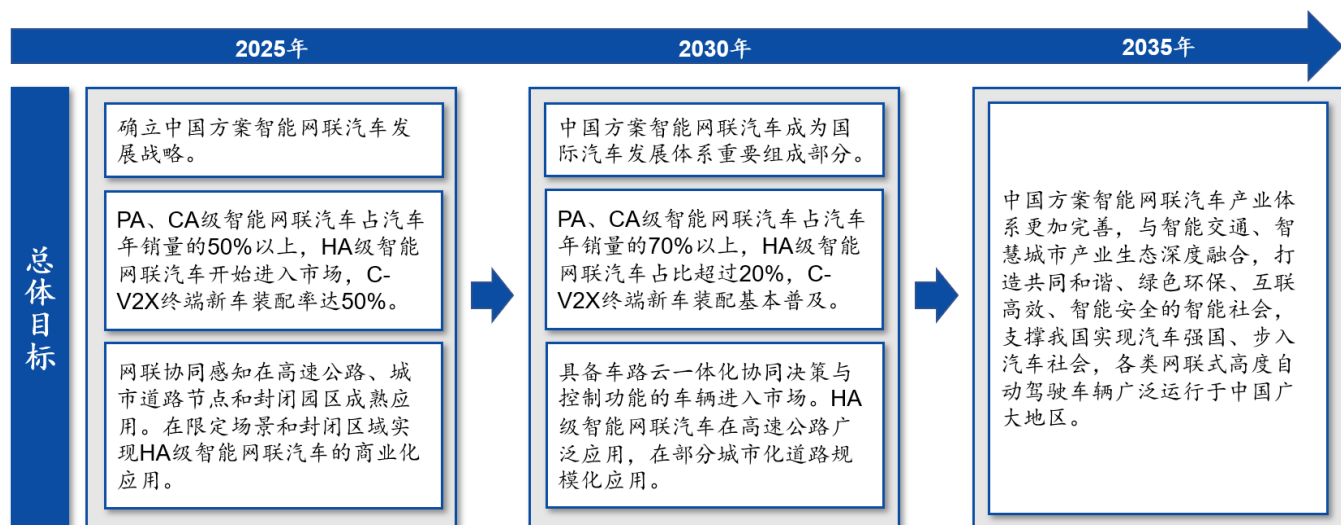 2025年
2030年
2035年
总体目标
确立中国方案智能网联汽车发
展战略。
PA、CA级智能网联汽车占汽车
年销量的50%以上，HA级智能
网联汽车开始进入市场，C-
V2X终端新车装配率达50%。
网联协同感知在高速公路、城
市道路节点和封闭园区成熟应
用。在限定场景和封闭区域实
现HA级智能网联汽车的商业化
应用。
中国方案智能网联汽车成为国
际汽车发展体系重要组成部分。
PA、CA级智能网联汽车占汽车
年销量的70%以上，HA级智能
网联汽车占比超过20%，C-
V2X终端新车装配基本普及。
具备车路云一体化协同决策与
控制功能的车辆进入市场。HA
级智能网联汽车在高速公路广
泛应用，在部分城市化道路规
模化应用。
中国方案智能网联汽车产业体
系更加完善，与智能交通、智
慧城市产业生态深度融合，打
造共同和谐、绿色环保、互联
高效、智能安全的智能社会，
支撑我国实现汽车强国、步入
汽车社会，各类网联式高度自
动驾驶车辆广泛运行于中国广
大地区。